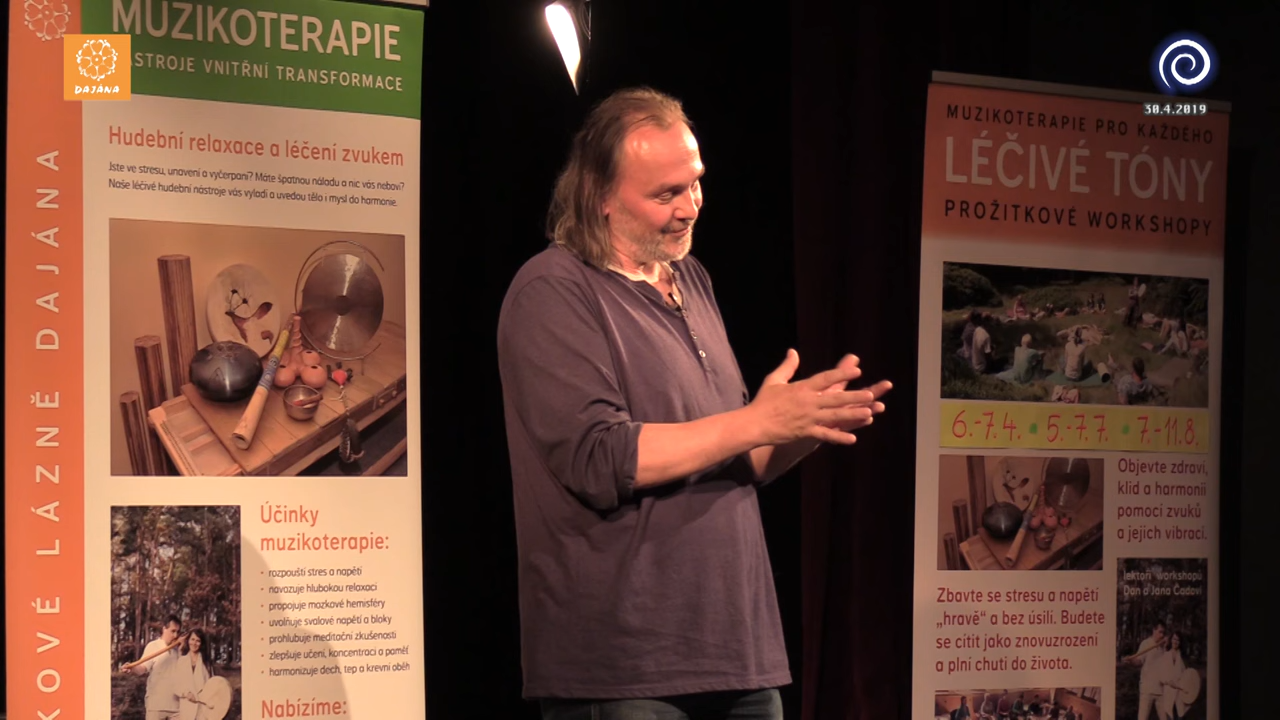 MUZIKOTERAPIE
NÁSTROJE VNITŘNÍ TRANSFORMACE
DAJÁNA
KOVÉ LÁZNĚ DAJÁNA
Hudební relaxace a léčení zvukem
Jste ve stresu, unaveni a vyčerpaní? Máte špatnou náladu a nic vás nebaví?
Naše léčivé hudební nástroje vás vyladí a uvedou tělo i mysl do harmonie.
Účinky
muzikoterapie:
• rozpouští stres a napětí
• navozuje hlubokou relaxaci
• propojuje mozkové hemisféry
• uvolňuje svalové napětí a bloky
• prohlubuje meditační zkušenosti
• zlepšuje učení, koncentraci a paměť
• harmonizuje dech, tep a krevní oběh
Nabízíme:
30.4.2019
MUZIKOTERAPIE PRO KAŽDÉHO
LÉČIVÉ TÓNY
PROŽITKOVÉ WORKSHOPY
6.-7.4. • 5.-7.7. • 7.-11.8.
Objevte zdraví,
klid a harmonii
pomocí zvuků
a jejich vibrací.
lektoři workshopů
Dan a Jana Čadovi
Zbavte se stresu a napětí
„hravě“ a bez úsilí. Budete
se cítit jako znovuzrození
a plní chuti do života.